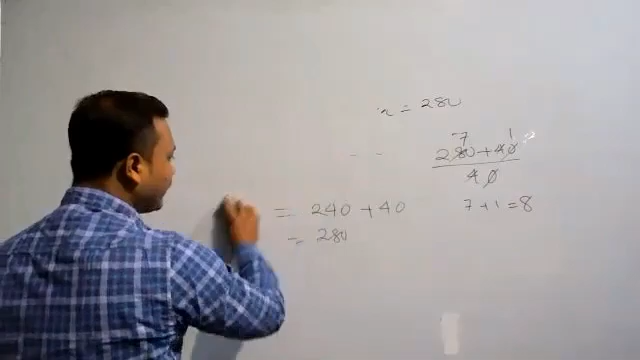 x = 280
7 1
280 + 40
40
= 240 + 40
7 + 1 = 8
= 280